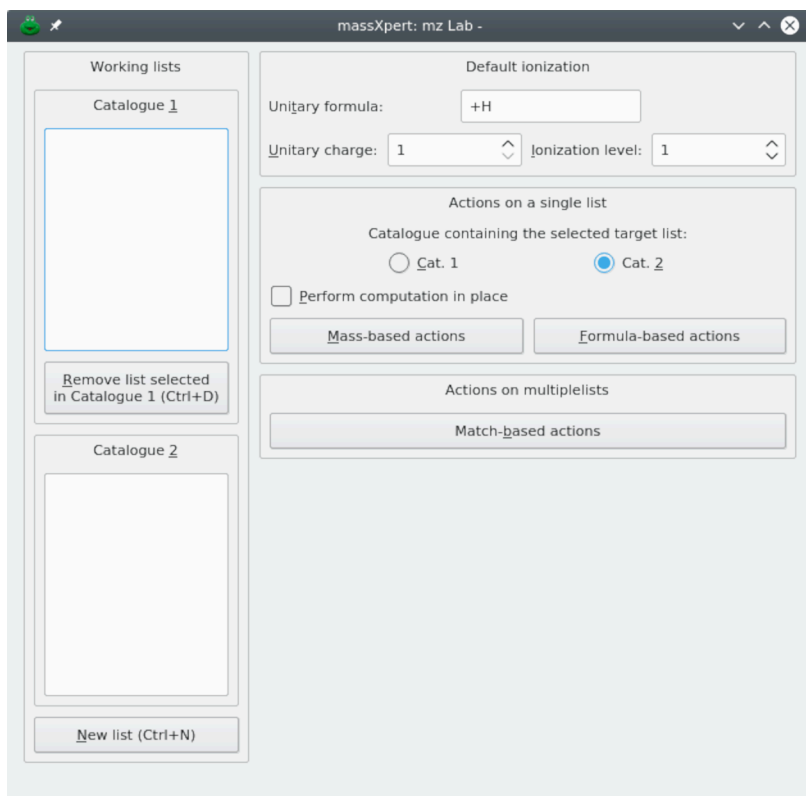 massXpert: mz Lab -
Working lists
Catalogue 1
Remove list selected
in Catalogue 1 (Ctrl+D)
Catalogue 2
New list (Ctrl+N)
Default ionization
Unitary formula: +H
Unitary charge: 1 Ionization level: 1
Actions on a single list
Catalogue containing the selected target list:
Cat. 1 Cat. 2
Perform computation in place
Mass-based actions Formula-based actions
Actions on multiplelists
Match-based actions